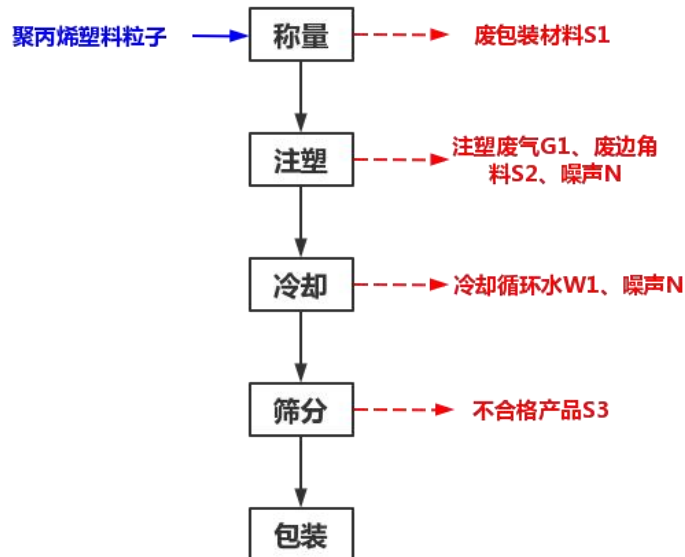 聚丙烯塑料粒子
称量
废包装材料S1
注塑
注塑废气G1、废边角
料S2、噪声N
冷却
冷却循环水W1、噪声N
筛分
不合格产品S3
包装